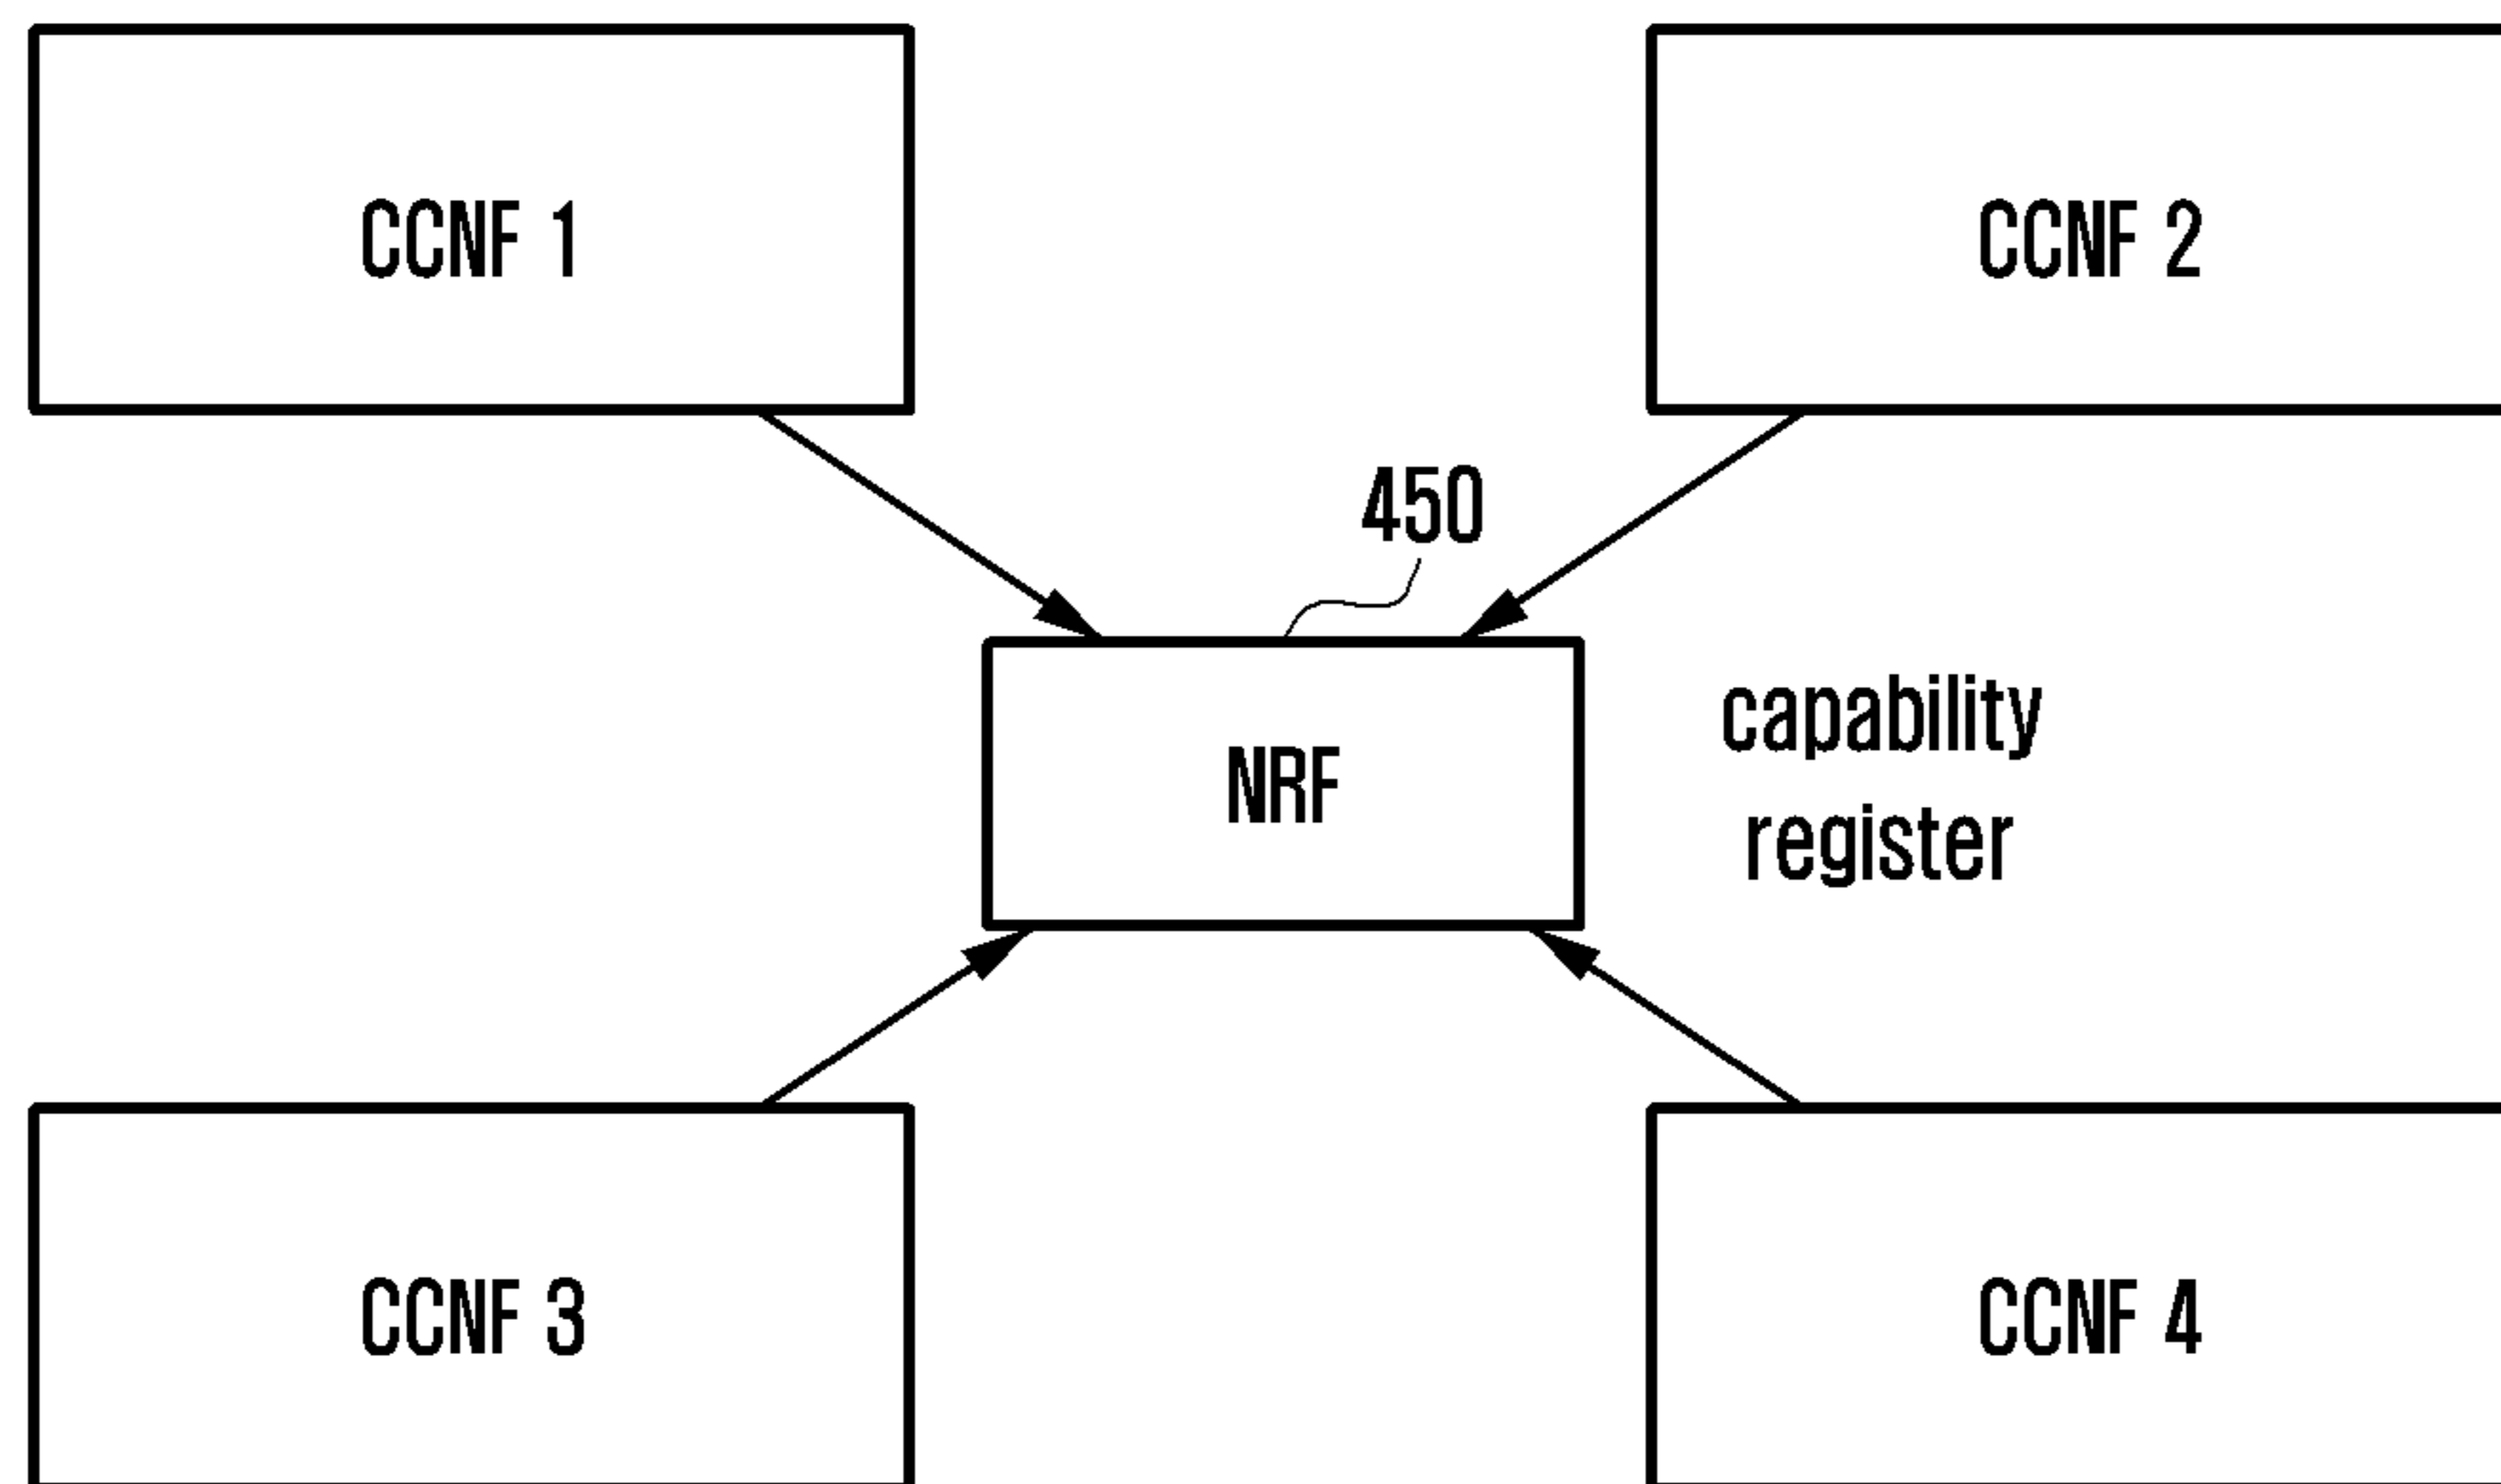 CCNF 1
CCNF 2
450
NRF
capability
register
CCNF 3
CCNF 4